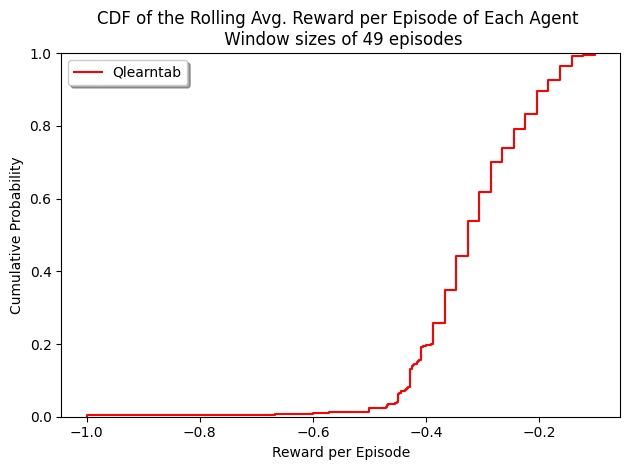 CDF of the Rolling Avg. Reward per Episode of Each Agent
Window sizes of 49 episodes
Qlearntab
Cumulative Probability
1.0
0.8
0.6
0.4
0.2
0.0
−1.0
−0.8
−0.6
−0.4
−0.2
Reward per Episode